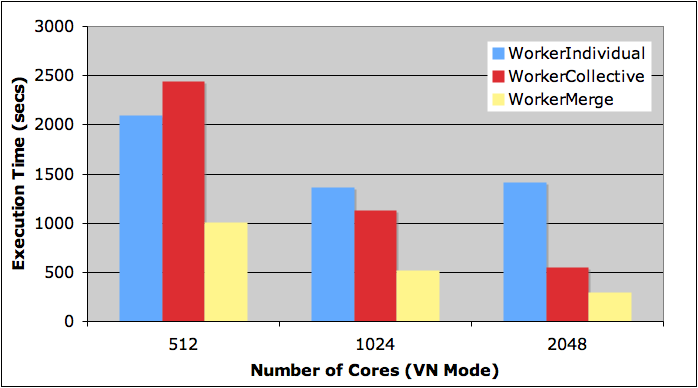 3000
2500
2000
1500
1000
500
0
Execution Time (secs)
WorkerIndividual
WorkerCollective
WorkerMerge
512
1024
2048
Number of Cores (VN Mode)